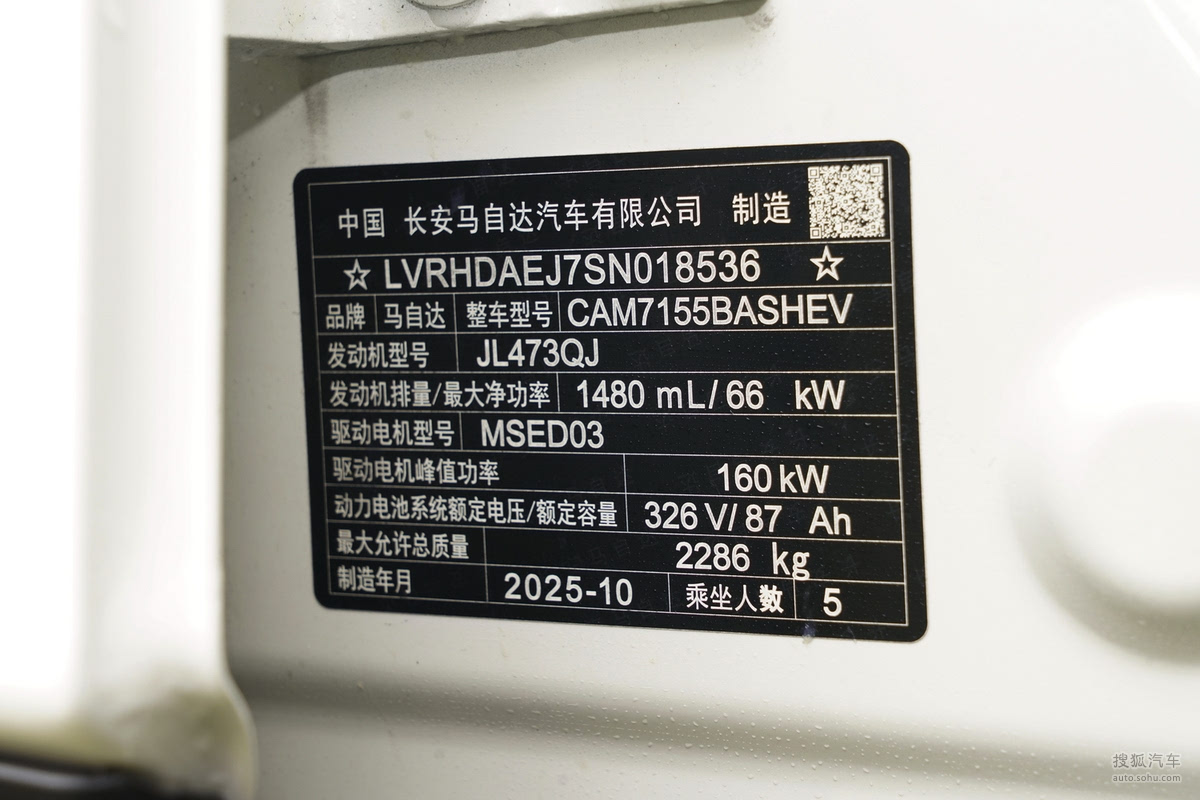 中国 长安马自达汽车有限公司 制造
☆ LVRHDAEJ7SN018536 ☆
品牌 马自达 整车型号 CAM7155BASHEV
发动机型号 JL473QJ
发动机排量/最大净功率 1480 mL/66 kW
驱动电机型号 MSED03
驱动电机峰值功率 160 kW
动力电池系统额定电压/额定容量 326 V/87 Ah
最大允许总质量 2286 kg
制造年月 2025-10 乘坐人数 5
搜狐汽车
auto.sohu.com